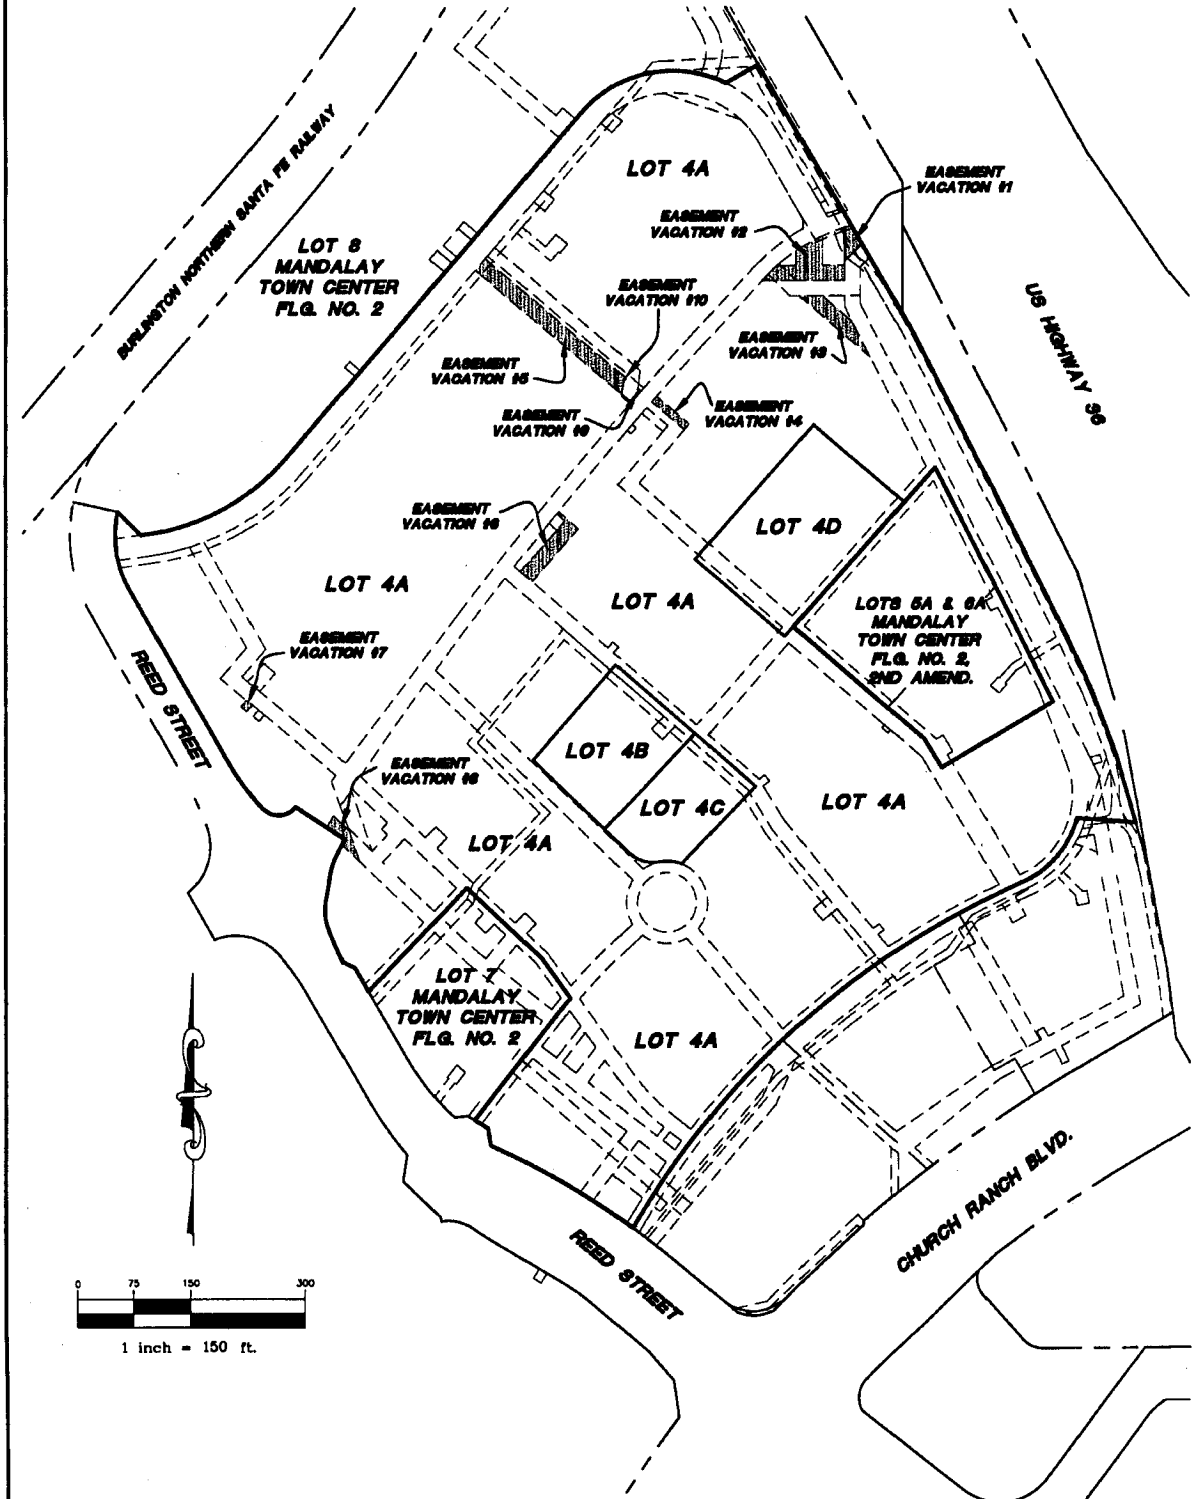 BURLINGTON NORTHERN SANTA FE RAILWAY
LOT 4A
EASEMENT
VACATION #1
EASEMENT
VACATION #2
LOT 8
MANDALAY
TOWN CENTER
FLG. NO. 2
EASEMENT
VACATION #10
US HIGHWAY 36
EASEMENT
VACATION #3
EASEMENT
VACATION #5
EASEMENT
VACATION #9
EASEMENT
VACATION #4
EASEMENT
VACATION #6
LOT 4D
LOT 4A
LOT 4A
LOTS 5A & 6A
MANDALAY
TOWN CENTER
FLG. NO. 2,
2ND AMEND.
EASEMENT
VACATION #7
REED STREET
LOT 4B
EASEMENT
VACATION #8
LOT 4C
LOT 4A
LOT 4A
LOT 7
MANDALAY
TOWN CENTER
FLG. NO. 2
LOT 4A
CHURCH RANCH BLVD.
REED STREET
0 75 150 300
1 inch = 150 ft.